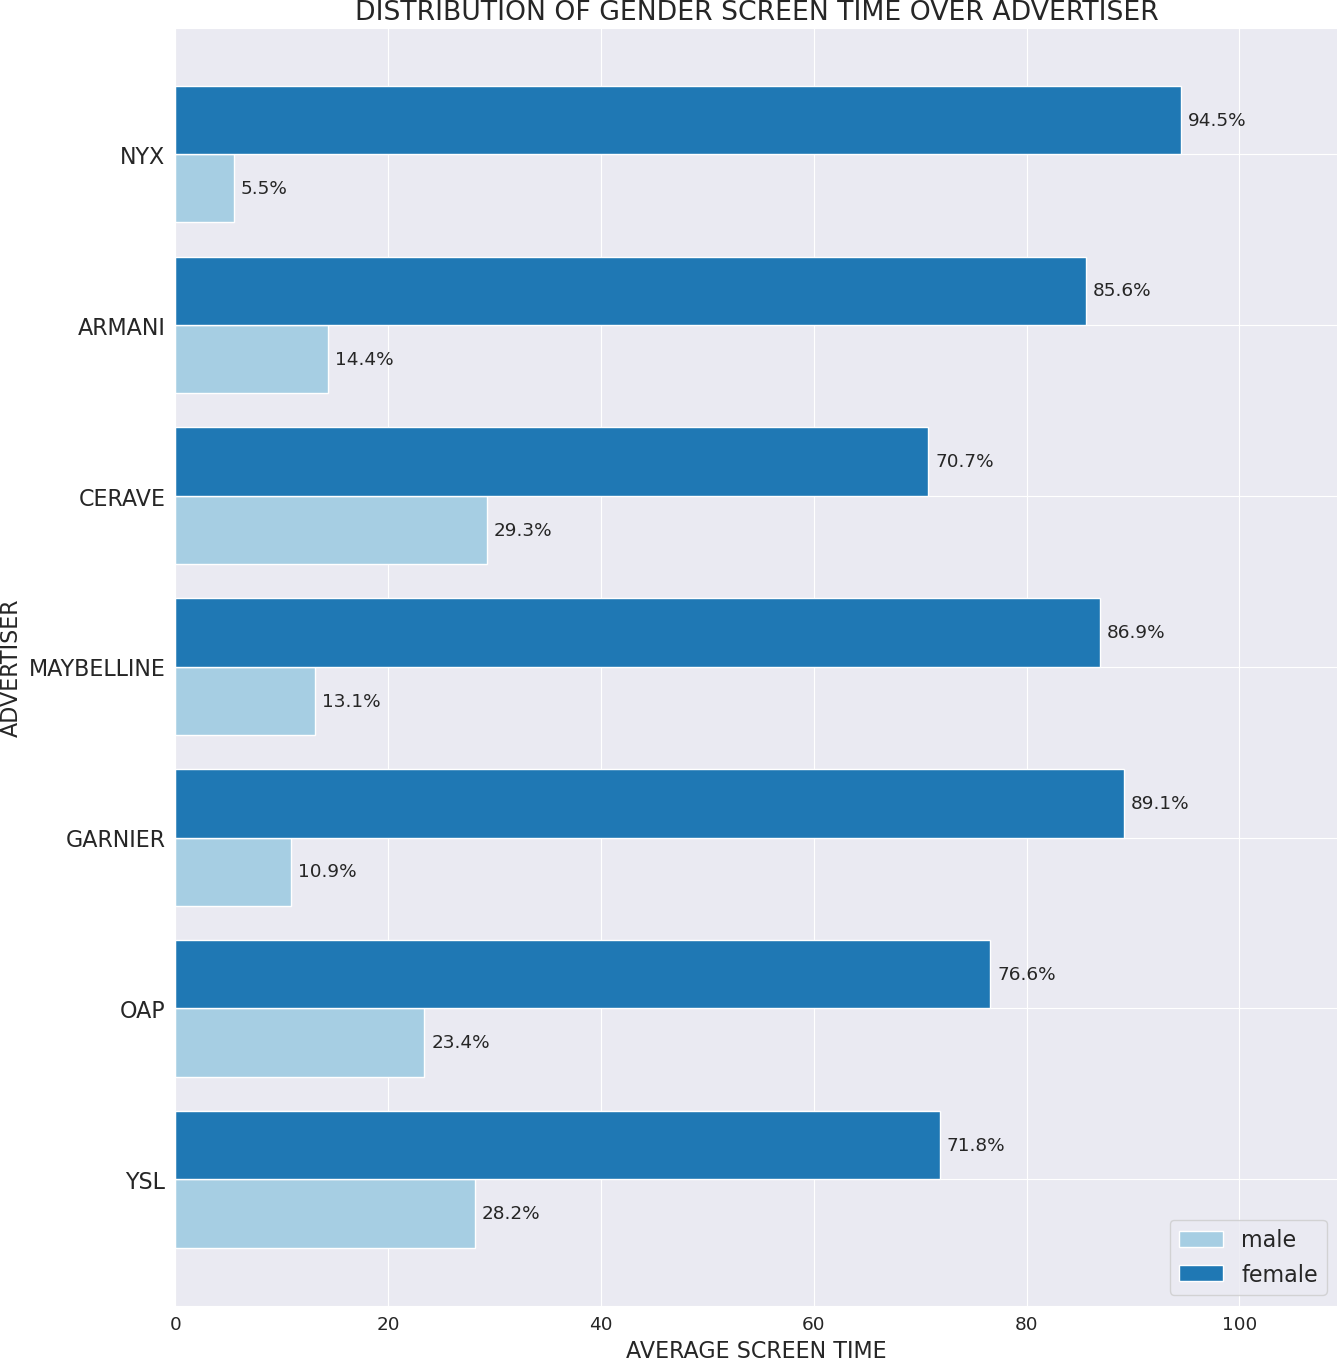 DISTRIBUTION OF GENDER SCREEN TIME OVER ADVERTISER
94.5%
NYX
5.5%
85.6%
ARMANI
14.4%
70.7%
CERAVE
29.3%
ADVERTISER
86.9%
MAYBELLINE
13.1%
89.1%
GARNIER
10.9%
76.6%
OAP
23.4%
71.8%
YSL
28.2%
male
female
0 20 40 60 80 100
AVERAGE SCREEN TIME